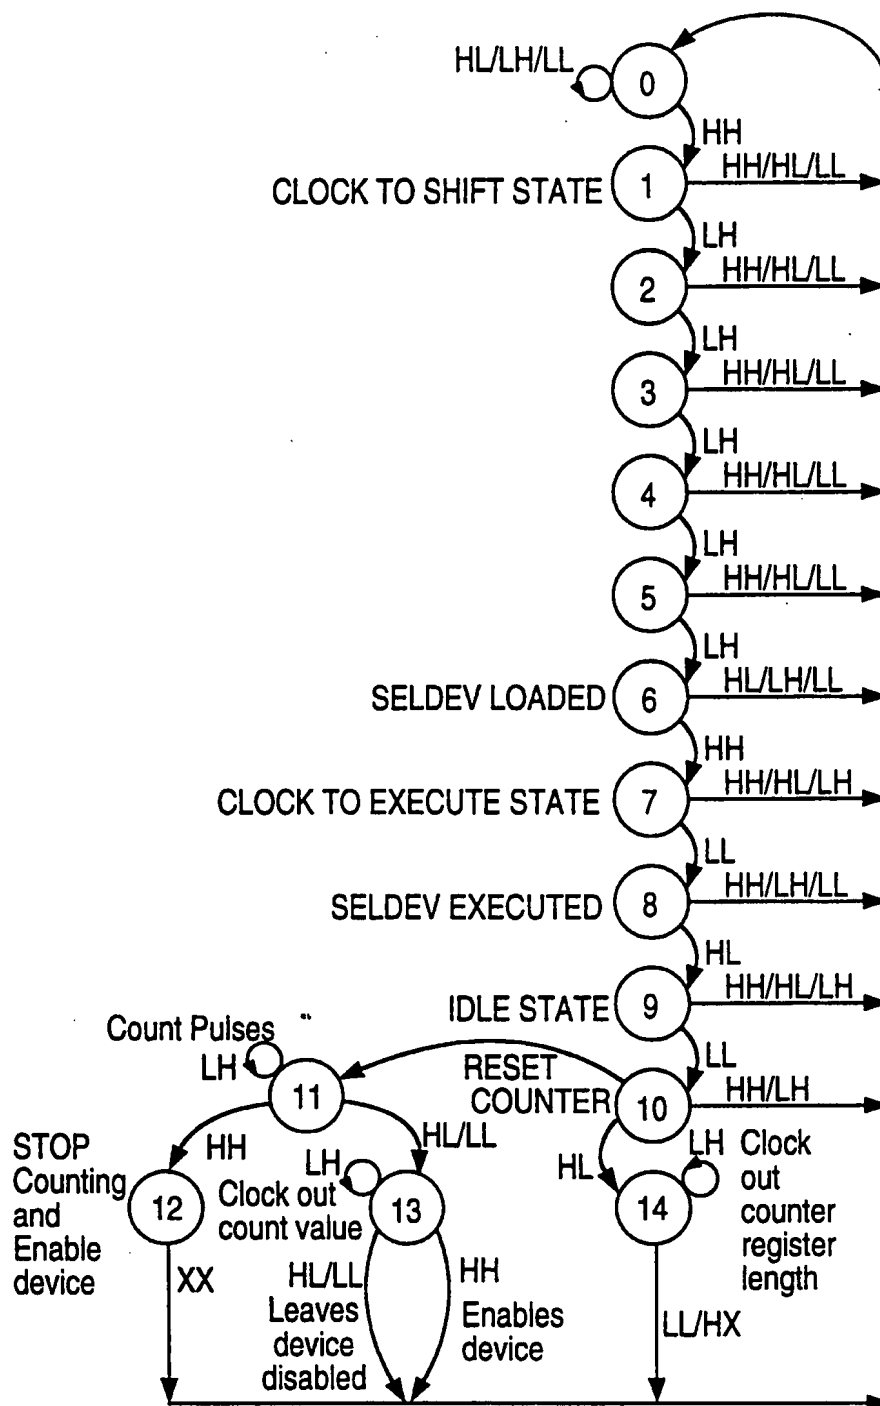 HL/LH/LL
0
HH
CLOCK TO SHIFT STATE
1
HH/HL/LL
LH
2
HH/HL/LL
LH
3
HH/HL/LL
LH
4
HH/HL/LL
LH
5
HH/HL/LL
LH
SELDEV LOADED
6
HL/LH/LL
HH
CLOCK TO EXECUTE STATE
7
HH/HL/LH
LL
SELDEV EXECUTED
8
HH/LH/LL
HL
IDLE STATE
9
HH/HL/LH
LL
Count Pulses
LH
11
RESET
COUNTER
10
HH/LH
HH
HL/LL
HL
LH
STOP
Counting
and
Enable
device
12
XX
LH
Clock out
count value
13
HL/LL
Leaves
device
disabled
HH
Enables
device
14
Clock
out
counter
register
length
LL/HX